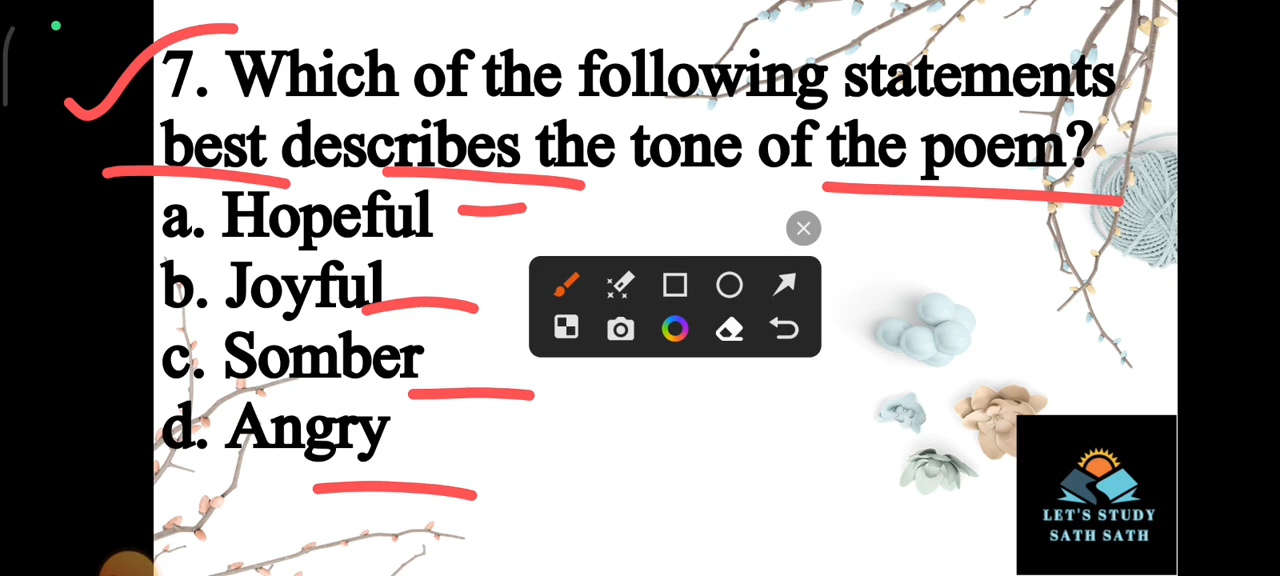 7. Which of the following statements
best describes the tone of the poem?
a. Hopeful
b. Joyful
c. Somber
d. Angry
LET'S STUDY
SATH SATH